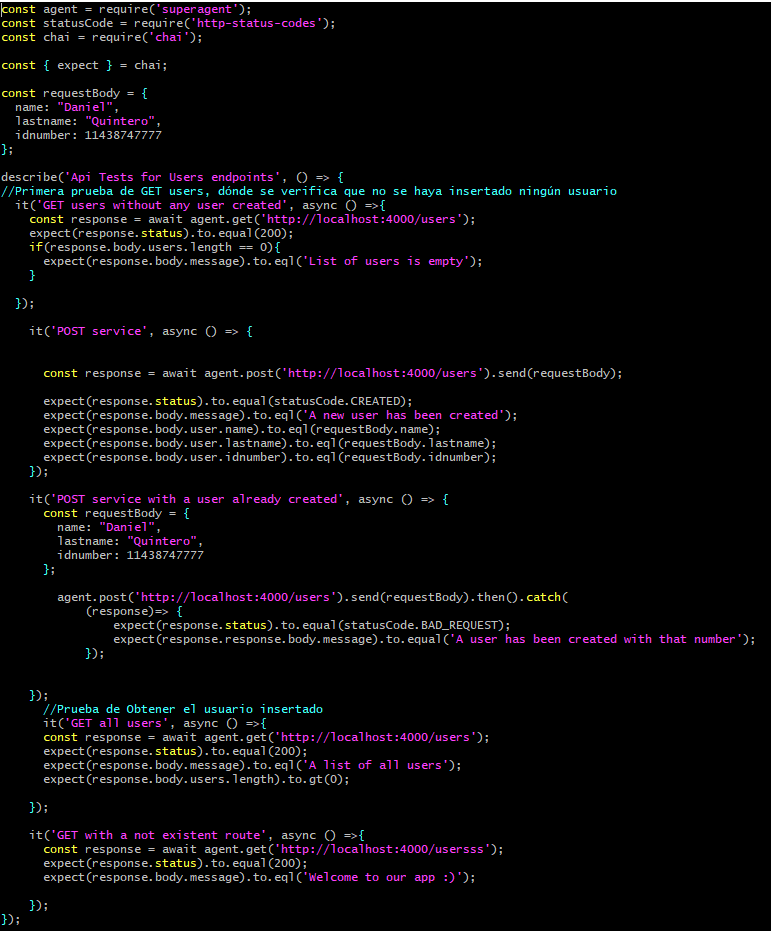 const agent = require('superagent');
const statusCode = require('http-status-codes');
const chai = require('chai');
const { expect } = chai;
const requestBody = {
name: "Daniel",
lastname: "Quintero",
idnumber: 11438747777
};
describe('Api Tests for Users endpoints', () => {
//Primera prueba de GET users, dónde se verifica que no se haya insertado ningún usuario
it('GET users without any user created', async () =>{
const response = await agent.get('http://localhost:4000/users');
expect(response.status).to.equal(200);
if(response.body.users.length == 0){
expect(response.body.message).to.eql('List of users is empty');
}
});
it('POST service', async () => {
const response = await agent.post('http://localhost:4000/users').send(requestBody);
expect(response.status).to.equal(statusCode.CREATED);
expect(response.body.message).to.eql('A new user has been created');
expect(response.body.user.name).to.eql(requestBody.name);
expect(response.body.user.lastname).to.eql(requestBody.lastname);
expect(response.body.user.idnumber).to.eql(requestBody.idnumber);
});
it('POST service with a user already created', async () => {
const requestBody = {
name: "Daniel",
lastname: "Quintero",
idnumber: 11438747777
};
agent.post('http://localhost:4000/users').send(requestBody).then().catch(
(response)=> {
expect(response.status).to.equal(statusCode.BAD_REQUEST);
expect(response.response.body.message).to.equal('A user has been created with that number');
});
});
//Prueba de Obtener el usuario insertado
it('GET all users', async () =>{
const response = await agent.get('http://localhost:4000/users');
expect(response.status).to.equal(200);
expect(response.body.message).to.eql('A list of all users');
expect(response.body.users.length).to.gt(0);
});
it('GET with a not existent route', async () =>{
const response = await agent.get('http://localhost:4000/usersss');
expect(response.status).to.equal(200);
expect(response.body.message).to.eql('Welcome to our app :)');
});
});